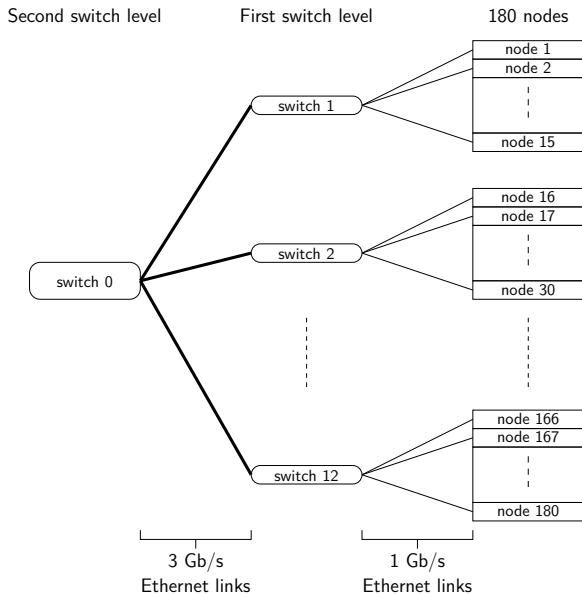 Second switch level
First switch level
180 nodes
node 1
node 2
switch 1
node 15
node 16
node 17
switch 2
switch 0
node 30
node 166
node 167
switch 12
node 180
3 Gb/s
Ethernet links
1 Gb/s
Ethernet links